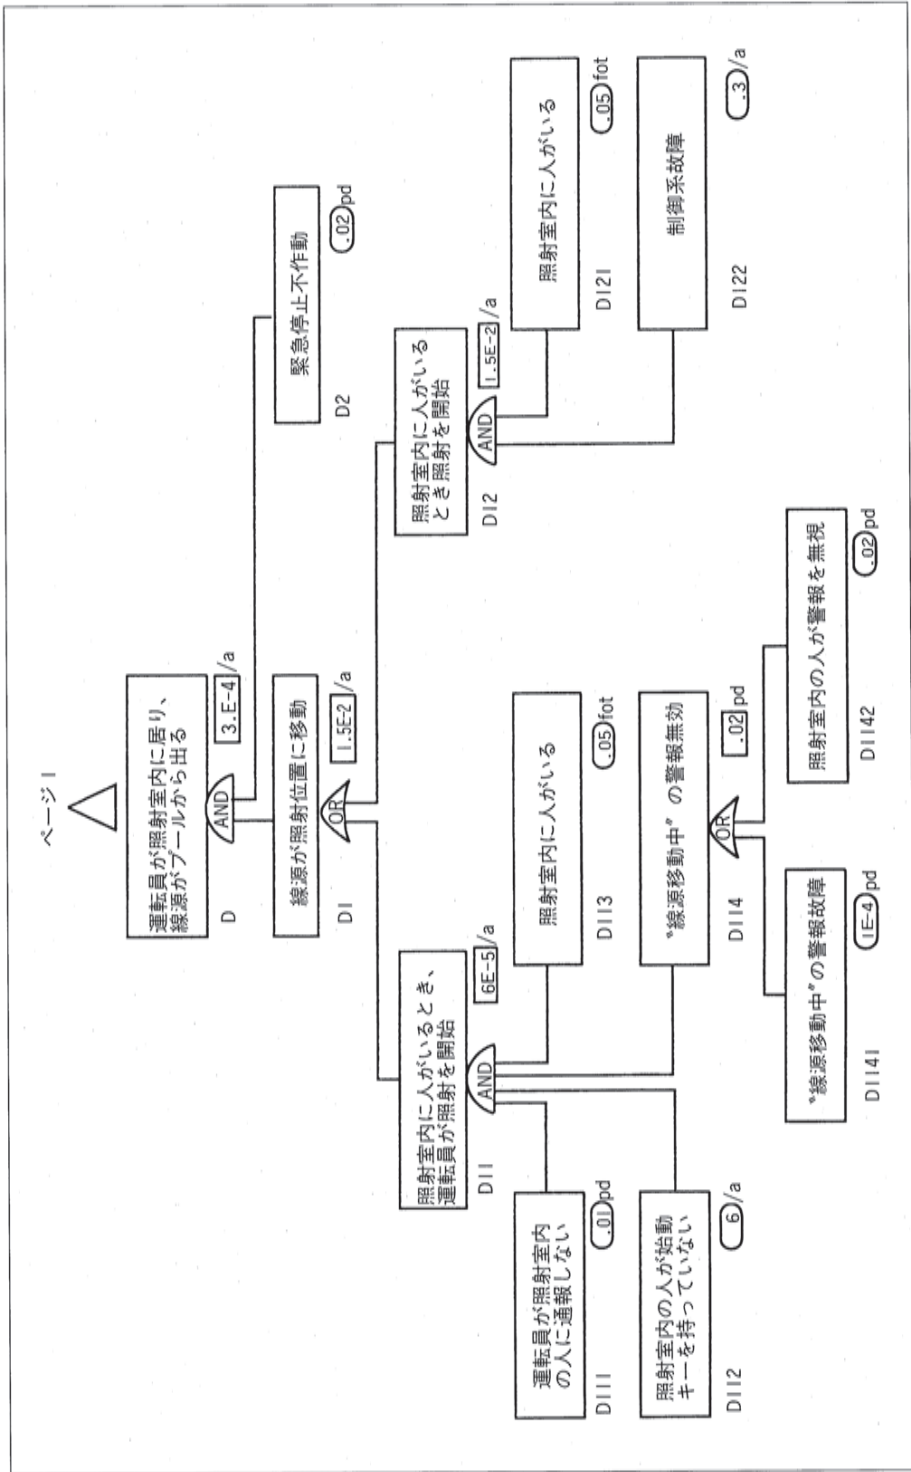 ページ1
運転員が照射室内に居り、
線源がプールから出る
D
3.E-4/a
AND
線源が照射位置に移動
D1
1.5E-2/a
OR
緊急停止不作動
D2
.02 pd
照射室内に人がいるとき、
運転員が照射を開始
D11
6E-5/a
AND
照射室内に人がいる
とき照射を開始
D12
1.5E-2/a
AND
運転員が照射室内
の人に通報しない
D111
.01 pd
照射室内の人が始動
キーを持っていない
D112
6/a
照射室内に人がいる
D113
.05 fot
〝線源移動中〞の警報無効
D114
.02 pd
OR
〝線源移動中〞の警報故障
D1141
1E-4 pd
照射室内の人が警報を無視
D1142
.02 pd
照射室内に人がいる
D121
.05 fot
制御系故障
D122
.3/a